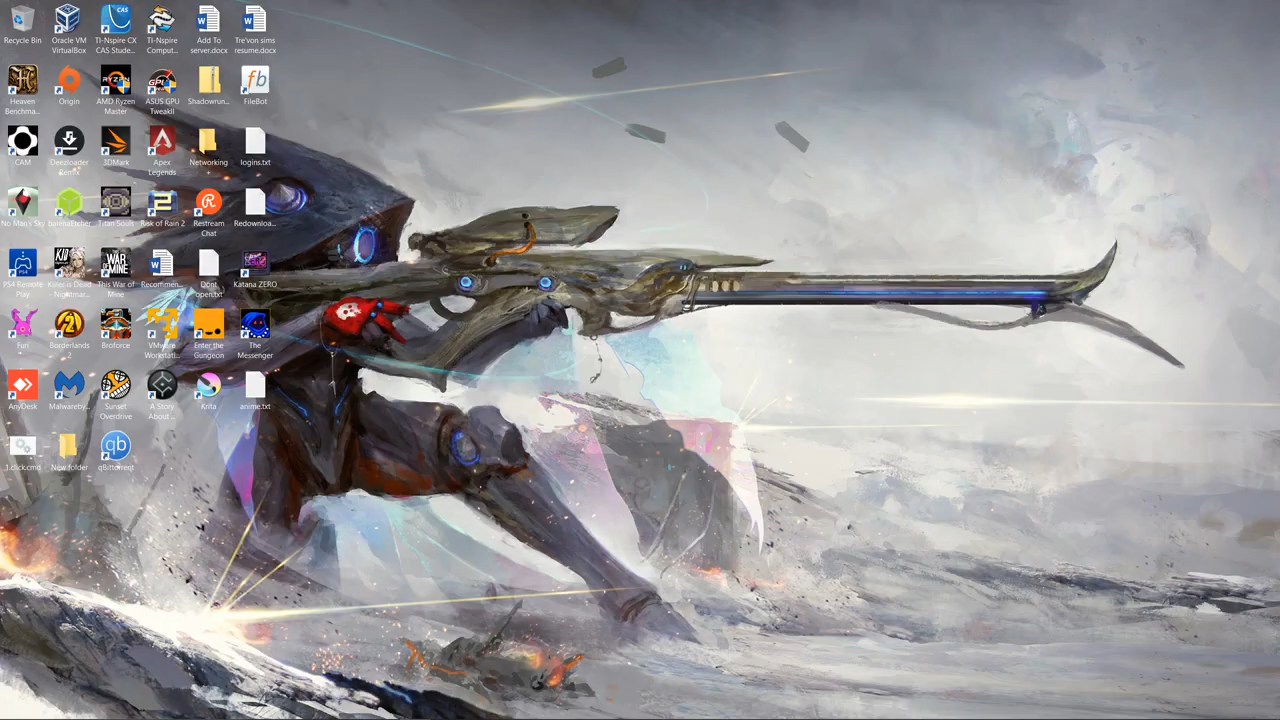 Recycle Bin
Oracle VM
VirtualBox
TI-Nspire CX
CAS Stude...
TI-Nspire
Comput...
Add To
server.docx
Tre'von sims
resume.docx
Heaven
Benchma...
Origin
AMD Ryzen
Master
ASUS GPU
TweakII
Shadowrun...
FileBot
CAM
Deezloader
Remix
3DMark
Apex
Legends
Networking
logins.txt
No Man's Sky
balenaEtcher
Titan Souls
Risk of Rain 2
Restream
Chat
Redownloa...
PS4 Remote
Play
Killer is Dead
- Nightmar...
This War of
Mine
Recommen...
Dont
open.txt
Katana ZERO
Furi
Borderlands
2
Broforce
VMware
Workstati...
Enter the
Gungeon
The
Messenger
AnyDesk
Malwareby...
Sunset
Overdrive
A Story
About ...
Krita
anime.txt
.1.click.cmd
New folder
qBittorrent